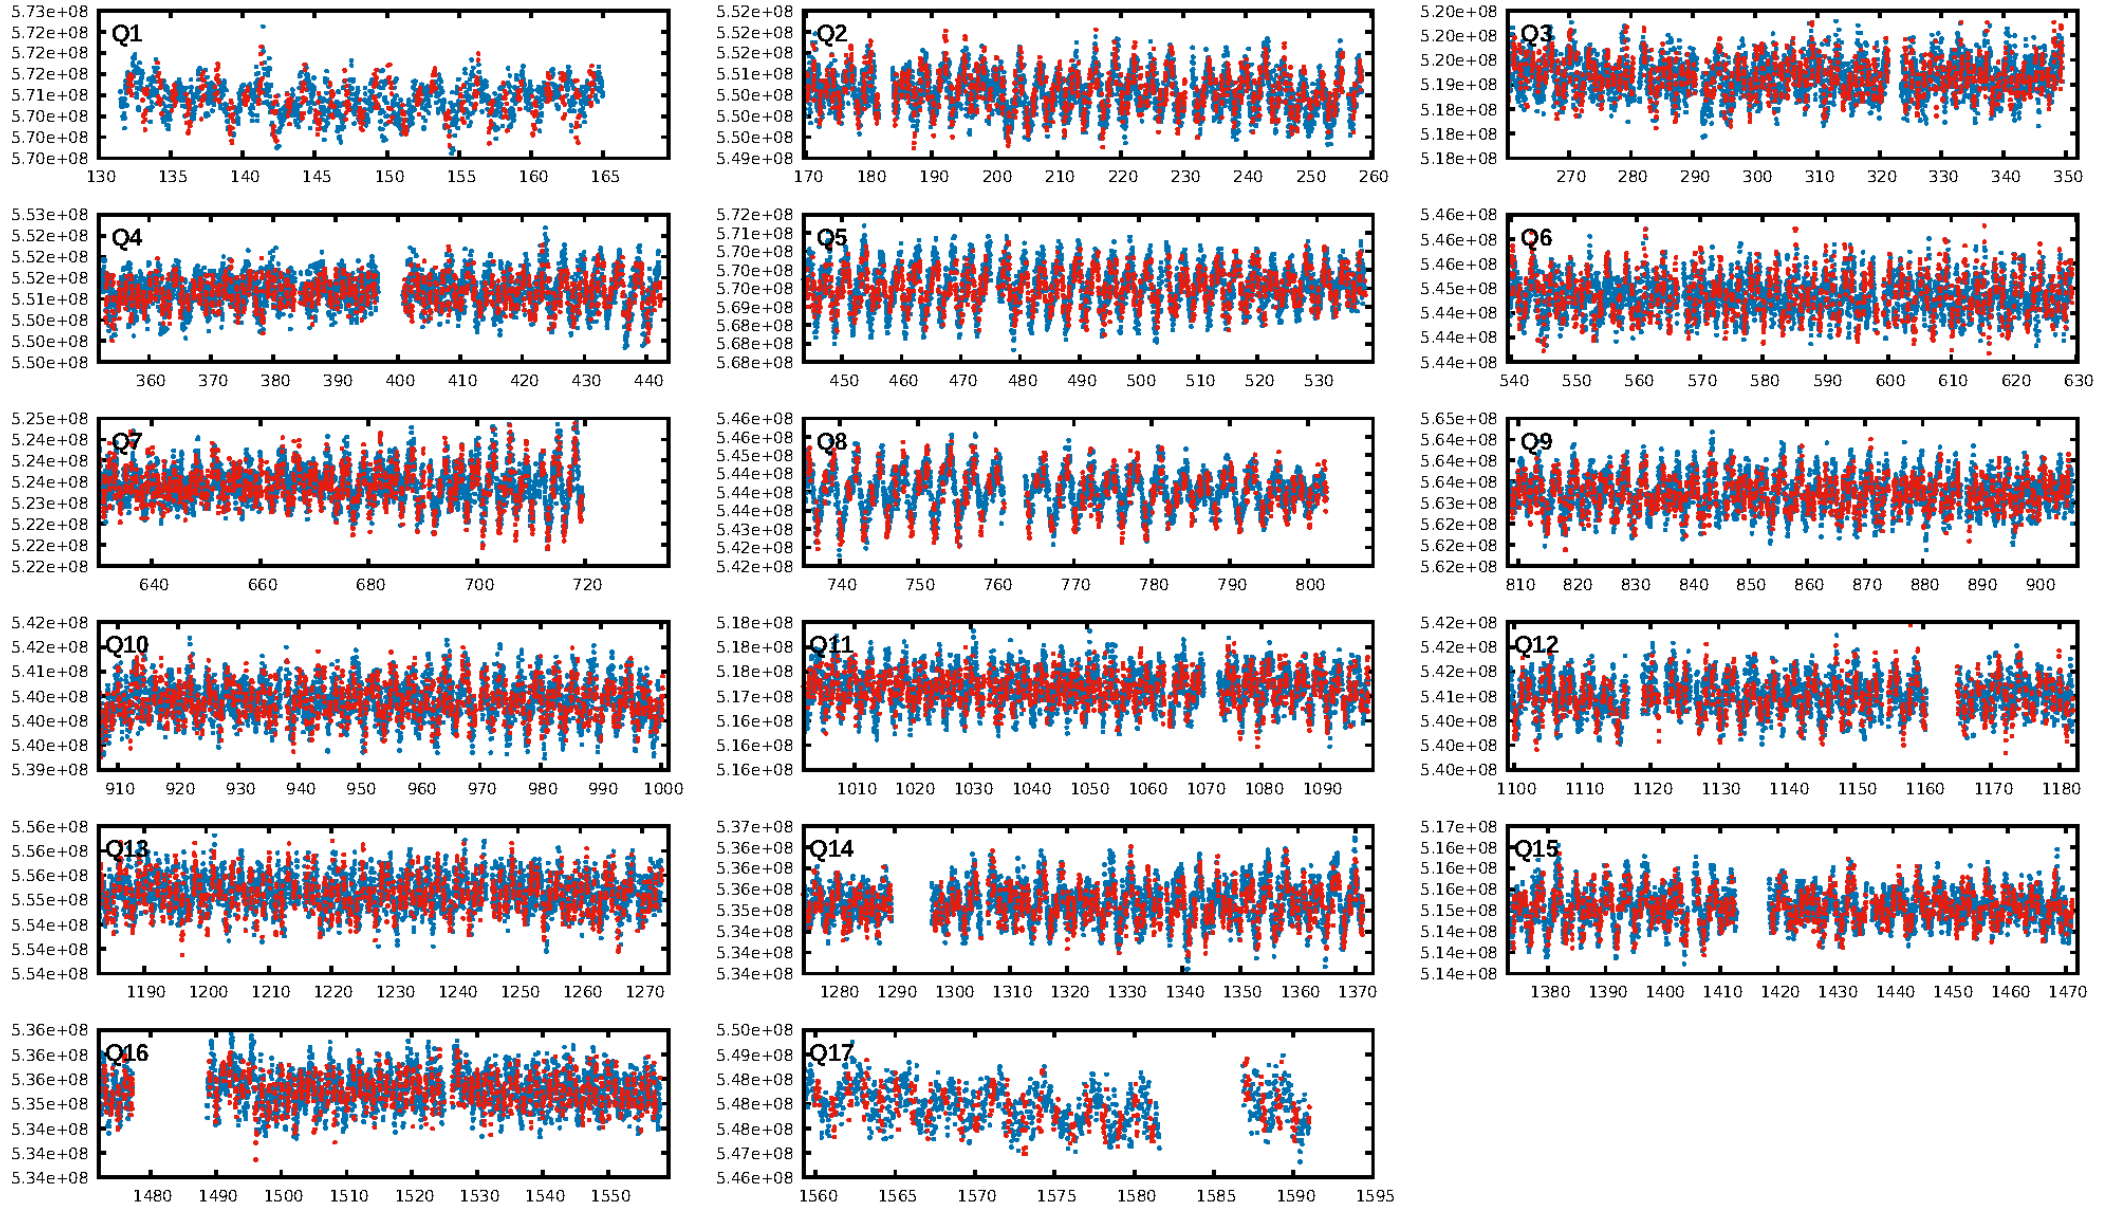 Q1
5.73e+08
5.72e+08
5.72e+08
5.71e+08
5.70e+08
5.70e+08
5.70e+08
130 135 140 145 150 155 160 165
Q2
5.52e+08
5.52e+08
5.51e+08
5.50e+08
5.50e+08
5.49e+08
170 180 190 200 210 220 230 240 250 260
Q3
5.20e+08
5.20e+08
5.20e+08
5.19e+08
5.18e+08
5.18e+08
5.18e+08
270 280 290 300 310 320 330 340 350
Q4
5.53e+08
5.52e+08
5.52e+08
5.52e+08
5.51e+08
5.50e+08
5.50e+08
5.50e+08
360 370 380 390 400 410 420 430 440
Q5
5.72e+08
5.71e+08
5.70e+08
5.70e+08
5.70e+08
5.69e+08
5.68e+08
5.68e+08
5.68e+08
450 460 470 480 490 500 510 520 530
Q6
5.46e+08
5.46e+08
5.46e+08
5.45e+08
5.44e+08
5.44e+08
5.44e+08
540 550 560 570 580 590 600 610 620 630
Q7
5.25e+08
5.24e+08
5.24e+08
5.24e+08
5.23e+08
5.22e+08
5.22e+08
5.22e+08
640 660 680 700 720
Q8
5.46e+08
5.46e+08
5.45e+08
5.44e+08
5.44e+08
5.44e+08
5.43e+08
5.42e+08
5.42e+08
740 750 760 770 780 790 800
Q9
5.65e+08
5.64e+08
5.64e+08
5.64e+08
5.63e+08
5.62e+08
5.62e+08
5.62e+08
810 820 830 840 850 860 870 880 890 900
Q10
5.42e+08
5.42e+08
5.41e+08
5.40e+08
5.40e+08
5.40e+08
5.39e+08
910 920 930 940 950 960 970 980 990 1000
Q11
5.18e+08
5.18e+08
5.18e+08
5.17e+08
5.16e+08
5.16e+08
5.16e+08
1010 1020 1030 1040 1050 1060 1070 1080 1090
Q12
5.42e+08
5.42e+08
5.42e+08
5.41e+08
5.40e+08
5.40e+08
5.40e+08
1100 1110 1120 1130 1140 1150 1160 1170 1180
Q13
5.56e+08
5.56e+08
5.56e+08
5.55e+08
5.54e+08
5.54e+08
5.54e+08
1190 1200 1210 1220 1230 1240 1250 1260 1270
Q14
5.37e+08
5.36e+08
5.36e+08
5.36e+08
5.35e+08
5.34e+08
5.34e+08
5.34e+08
1280 1290 1300 1310 1320 1330 1340 1350 1360 1370
Q15
5.17e+08
5.16e+08
5.16e+08
5.16e+08
5.15e+08
5.14e+08
5.14e+08
5.14e+08
1380 1390 1400 1410 1420 1430 1440 1450 1460 1470
Q16
5.36e+08
5.36e+08
5.36e+08
5.35e+08
5.34e+08
5.34e+08
5.34e+08
1480 1490 1500 1510 1520 1530 1540 1550
Q17
5.50e+08
5.49e+08
5.48e+08
5.48e+08
5.48e+08
5.47e+08
5.46e+08
1560 1565 1570 1575 1580 1585 1590 1595